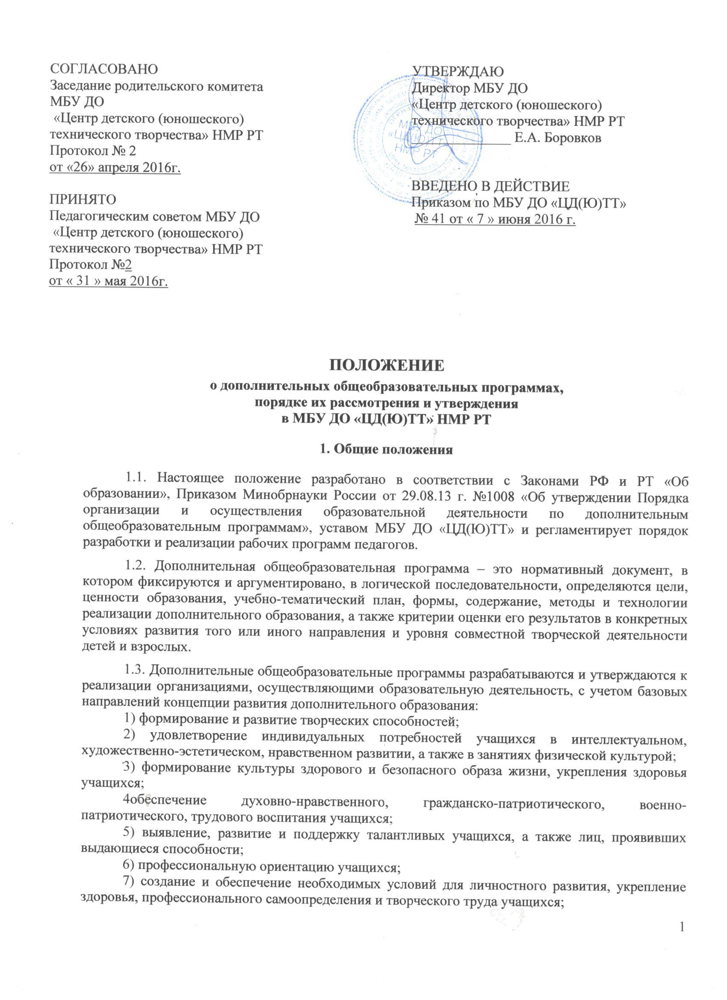 СОГЛАСОВАНО
Заседание родительского комитета
МБУ ДО
«Центр детского (юношеского)
технического творчества» НМР РТ
Протокол № 2
от «26» апреля 2016г.
ПРИНЯТО
Педагогическим советом МБУ ДО
«Центр детского (юношеского)
технического творчества» НМР РТ
Протокол №2
от « 31 » мая 2016г.
УТВЕРЖДАЮ
Директор МБУ ДО
«Центр детского (юношеского)
технического творчества» НМР РТ
______________ Е.А. Боровков
МБУ ДО
«ЦД(Ю)ТТ»
НМР РТ
ВВЕДЕНО В ДЕЙСТВИЕ
Приказом по МБУ ДО «ЦД(Ю)ТТ»
№ 41 от « 7 » июня 2016 г.
ПОЛОЖЕНИЕ
о дополнительных общеобразовательных программах,
порядке их рассмотрения и утверждения
в МБУ ДО «ЦД(Ю)ТТ» НМР РТ
1. Общие положения
1.1. Настоящее положение разработано в соответствии с Законами РФ и РТ «Об
образовании», Приказом Минобрнауки России от 29.08.13 г. №1008 «Об утверждении Порядка
организации и осуществления образовательной деятельности по дополнительным
общеобразовательным программам», уставом МБУ ДО «ЦД(Ю)ТТ» и регламентирует порядок
разработки и реализации рабочих программ педагогов.
1.2. Дополнительная общеобразовательная программа – это нормативный документ, в
котором фиксируются и аргументировано, в логической последовательности, определяются цели,
ценности образования, учебно-тематический план, формы, содержание, методы и технологии
реализации дополнительного образования, а также критерии оценки его результатов в конкретных
условиях развития того или иного направления и уровня совместной творческой деятельности
детей и взрослых.
1.3. Дополнительные общеобразовательные программы разрабатываются и утверждаются к
реализации организациями, осуществляющими образовательную деятельность, с учетом базовых
направлений концепции развития дополнительного образования:
1) формирование и развитие творческих способностей;
2) удовлетворение индивидуальных потребностей учащихся в интеллектуальном,
художественно-эстетическом, нравственном развитии, а также в занятиях физической культурой;
3) формирование культуры здорового и безопасного образа жизни, укрепления здоровья
учащихся;
4обеспечение духовно-нравственного, гражданско-патриотического, военно-
патриотического, трудового воспитания учащихся;
5) выявление, развитие и поддержку талантливых учащихся, а также лиц, проявивших
выдающиеся способности;
6) профессиональную ориентацию учащихся;
7) создание и обеспечение необходимых условий для личностного развития, укрепление
здоровья, профессионального самоопределения и творческого труда учащихся;
1